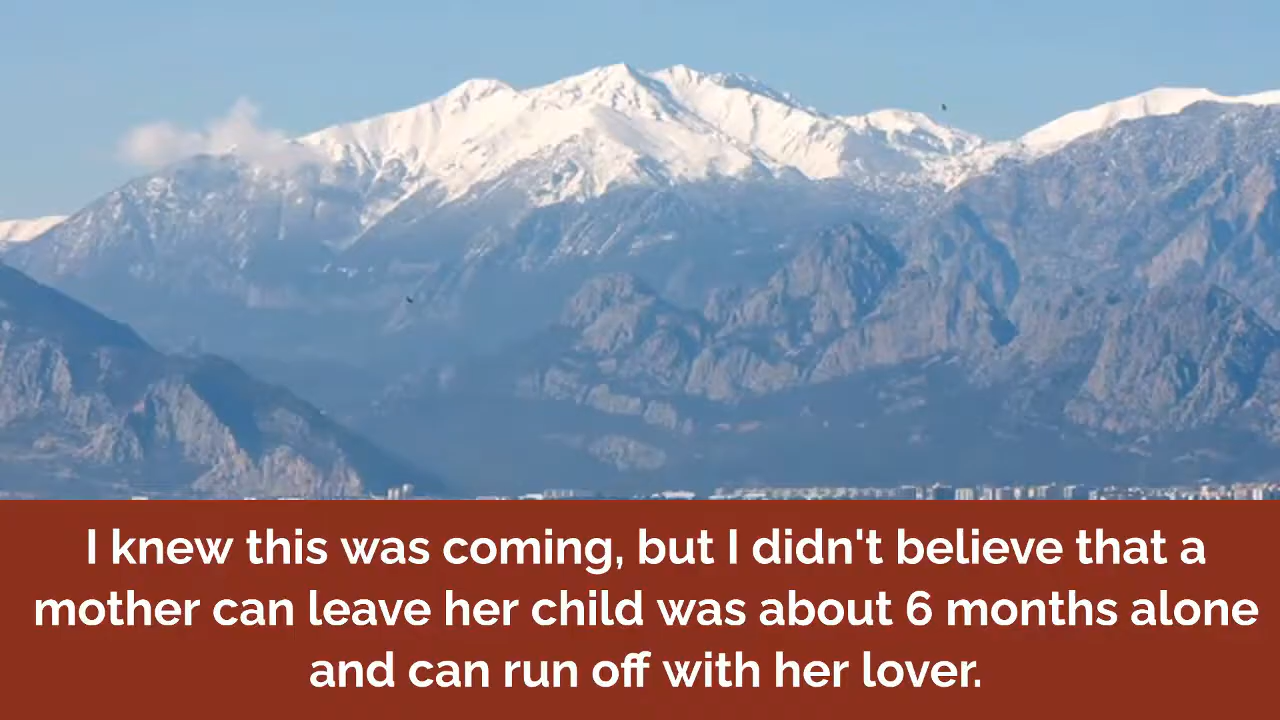 I knew this was coming, but I didn't believe that a
mother can leave her child was about 6 months alone
and can run off with her lover.